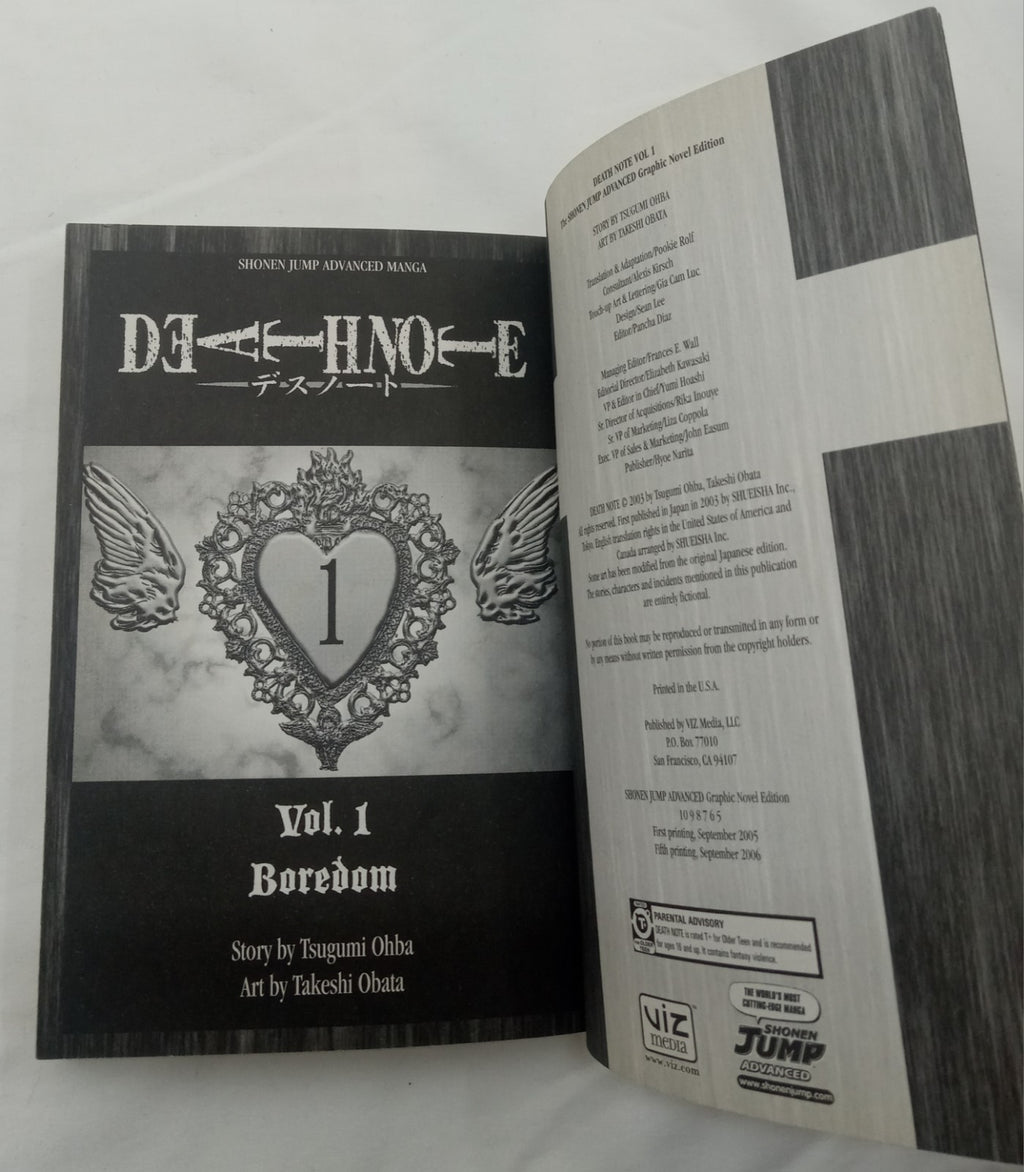 SHONEN JUMP ADVANCED MANGA
DEATH NOTE
デスノート
1
Vol. 1
Boredom
Story by Tsugumi Ohba
Art by Takeshi Obata
DEATH NOTE VOL 1
The SHONEN JUMP ADVANCED Graphic Novel Edition
STORY BY TSUGUMI OHBA
ART BY TAKESHI OBATA
Translation & Adaptation/Pookie Rolf
Consultant/Alexis Kirsch
Touch-up Art & Lettering/Gia Cam Luc
Design/Sean Lee
Editor/Pancha Diaz
Managing Editor/Frances E. Wall
Editorial Director/Elizabeth Kawasaki
VP & Editor in Chief/Yumi Hoashi
Sr. Director of Acquisitions/Rika Inouye
Sr. VP of Marketing/Liza Coppola
Exec. VP of Sales & Marketing/John Easum
Publisher/Hyoe Narita
DEATH NOTE © 2003 by Tsugumi Ohba, Takeshi Obata
All rights reserved. First published in Japan in 2003 by SHUEISHA Inc.,
Tokyo. English translation rights in the United States of America and
Canada arranged by SHUEISHA Inc.
Some art has been modified from the original Japanese edition.
The stories, characters and incidents mentioned in this publication
are entirely fictional.
No portion of this book may be reproduced or transmitted in any form or
by any means without written permission from the copyright holders.
Printed in the U.S.A.
Published by VIZ Media, LLC
P.O. Box 77010
San Francisco, CA 94107
SHONEN JUMP ADVANCED Graphic Novel Edition
10 9 8 7 6 5
First printing, September 2005
Fifth printing, September 2006
RATED
T+
FOR OLDER
TEEN
PARENTAL ADVISORY
DEATH NOTE is rated T+ for Older Teen and is recommended
for ages 16 and up. It contains fantasy violence.
VIZ
media
www.viz.com
THE WORLD'S MOST
CUTTING-EDGE MANGA
SHONEN
JUMP
ADVANCED
www.shonenjump.com